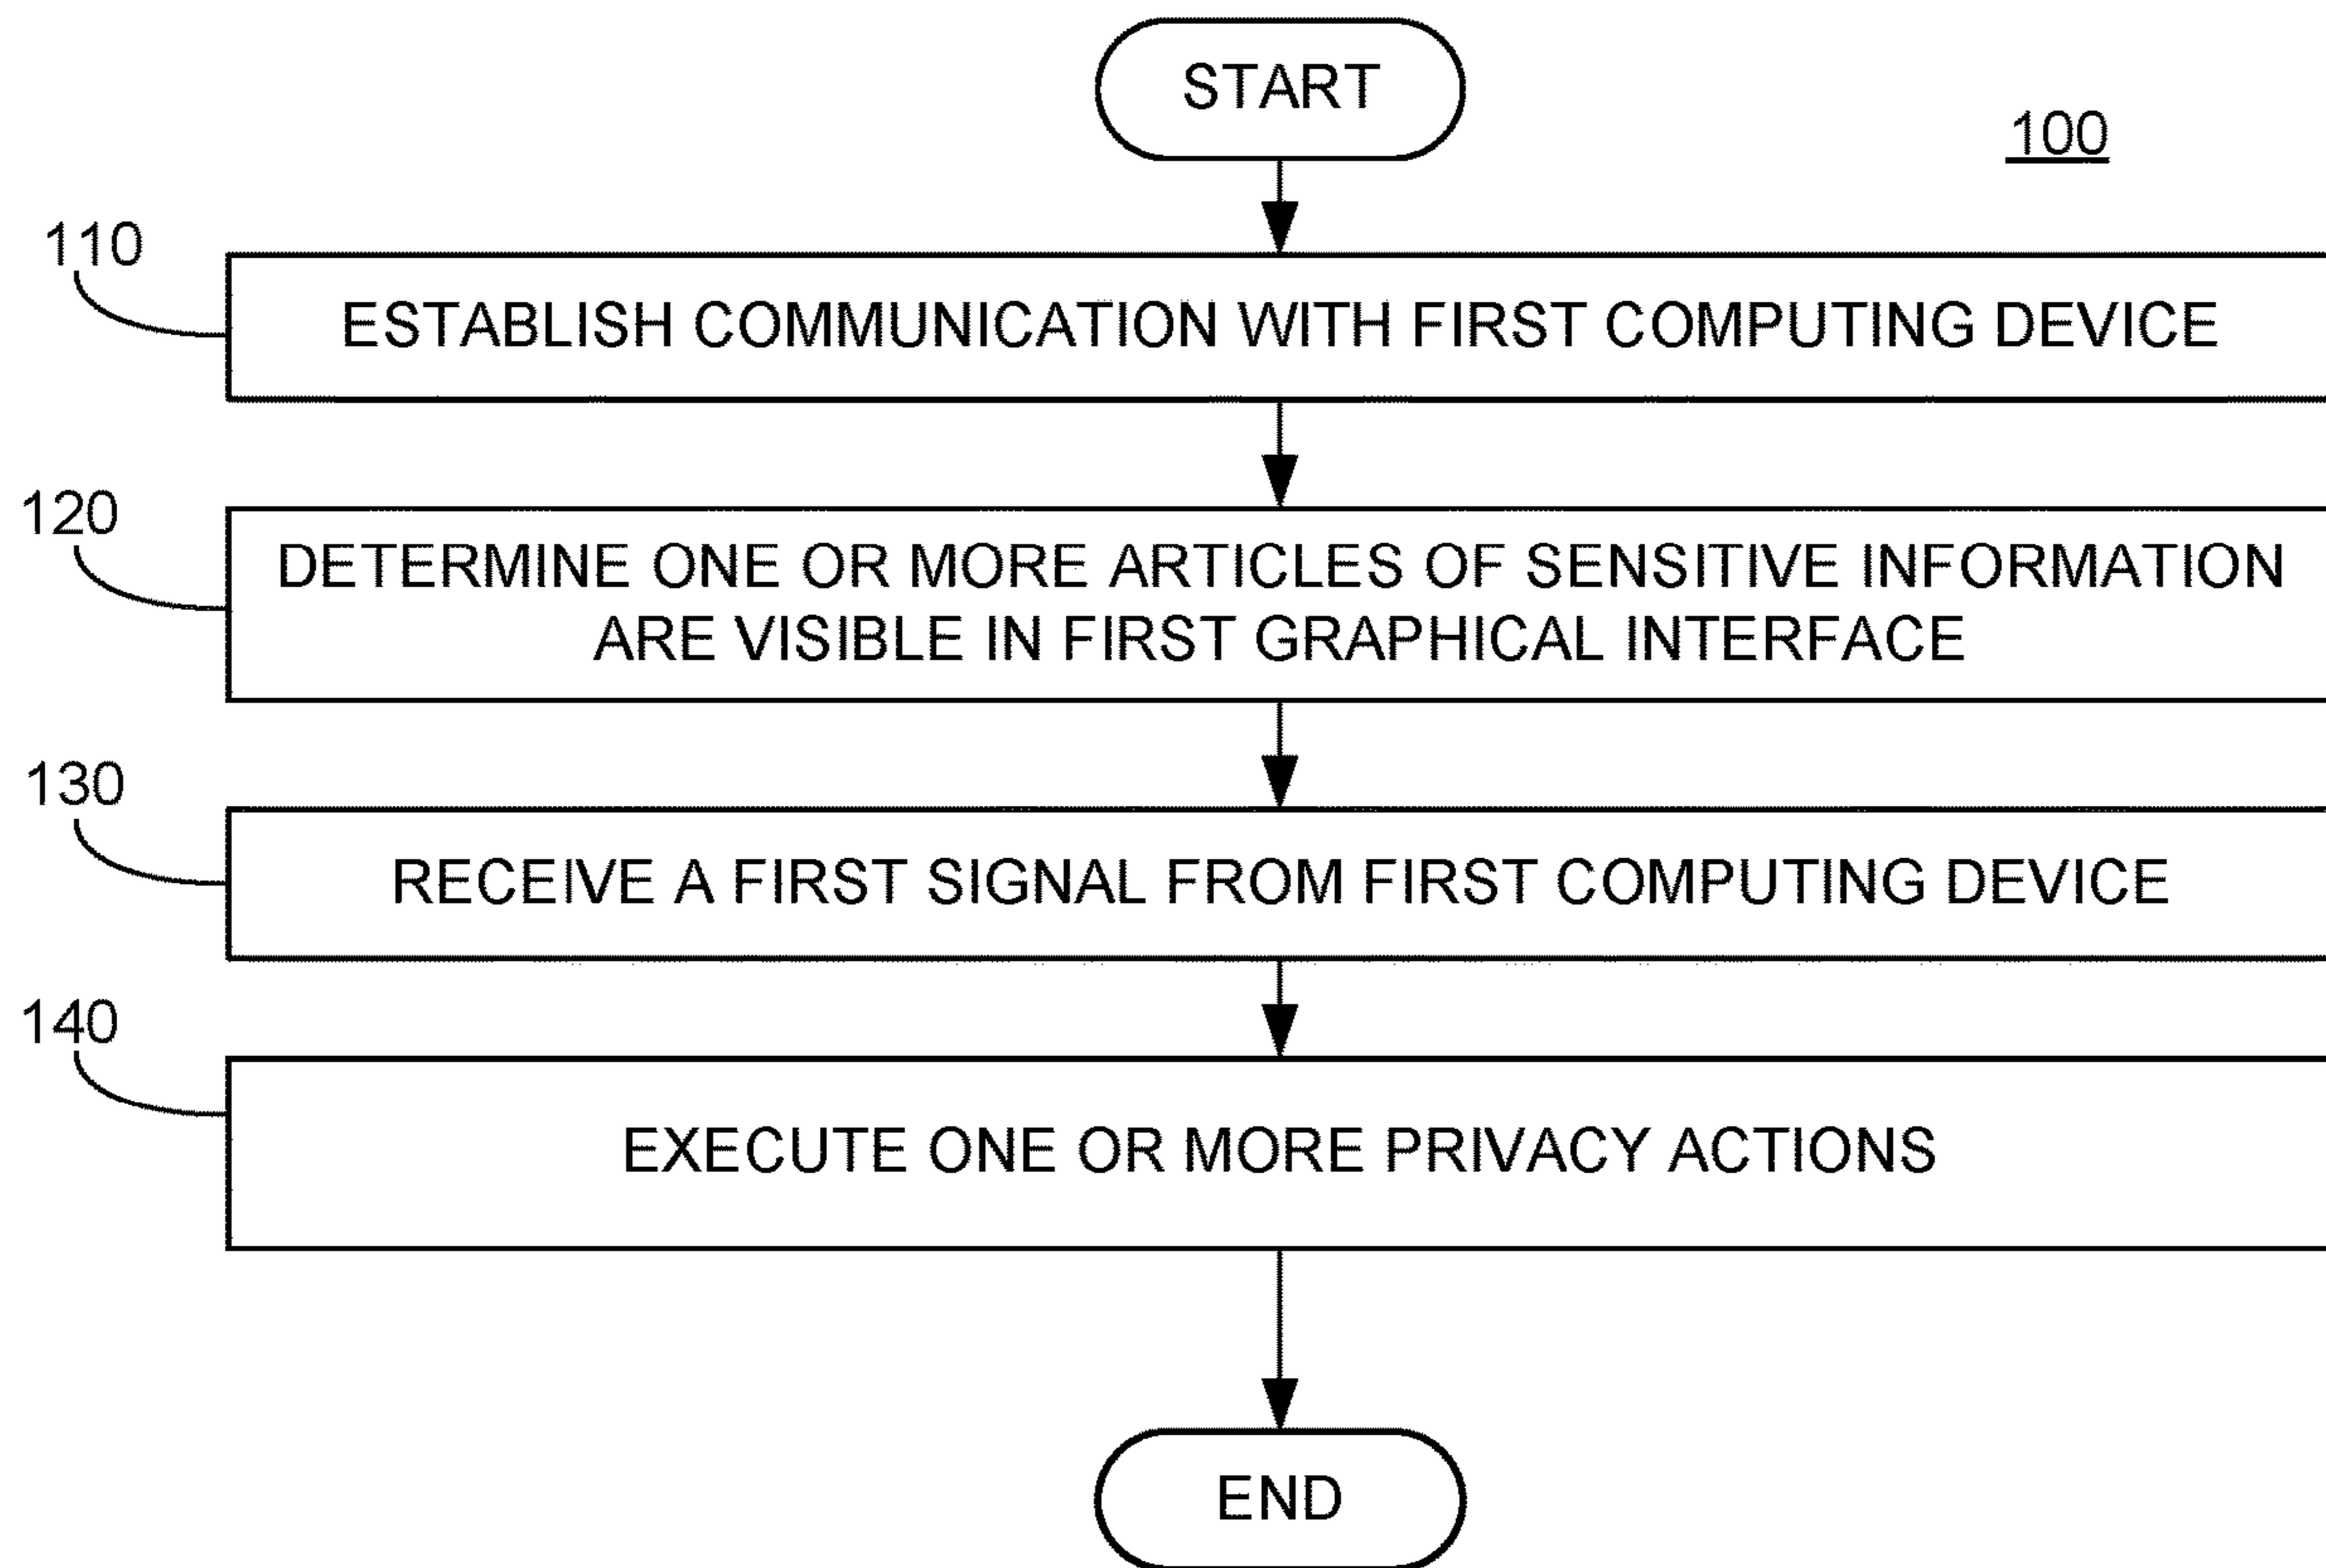 START
100
110
ESTABLISH COMMUNICATION WITH FIRST COMPUTING DEVICE
120
DETERMINE ONE OR MORE ARTICLES OF SENSITIVE INFORMATION
ARE VISIBLE IN FIRST GRAPHICAL INTERFACE
130
RECEIVE A FIRST SIGNAL FROM FIRST COMPUTING DEVICE
140
EXECUTE ONE OR MORE PRIVACY ACTIONS
END